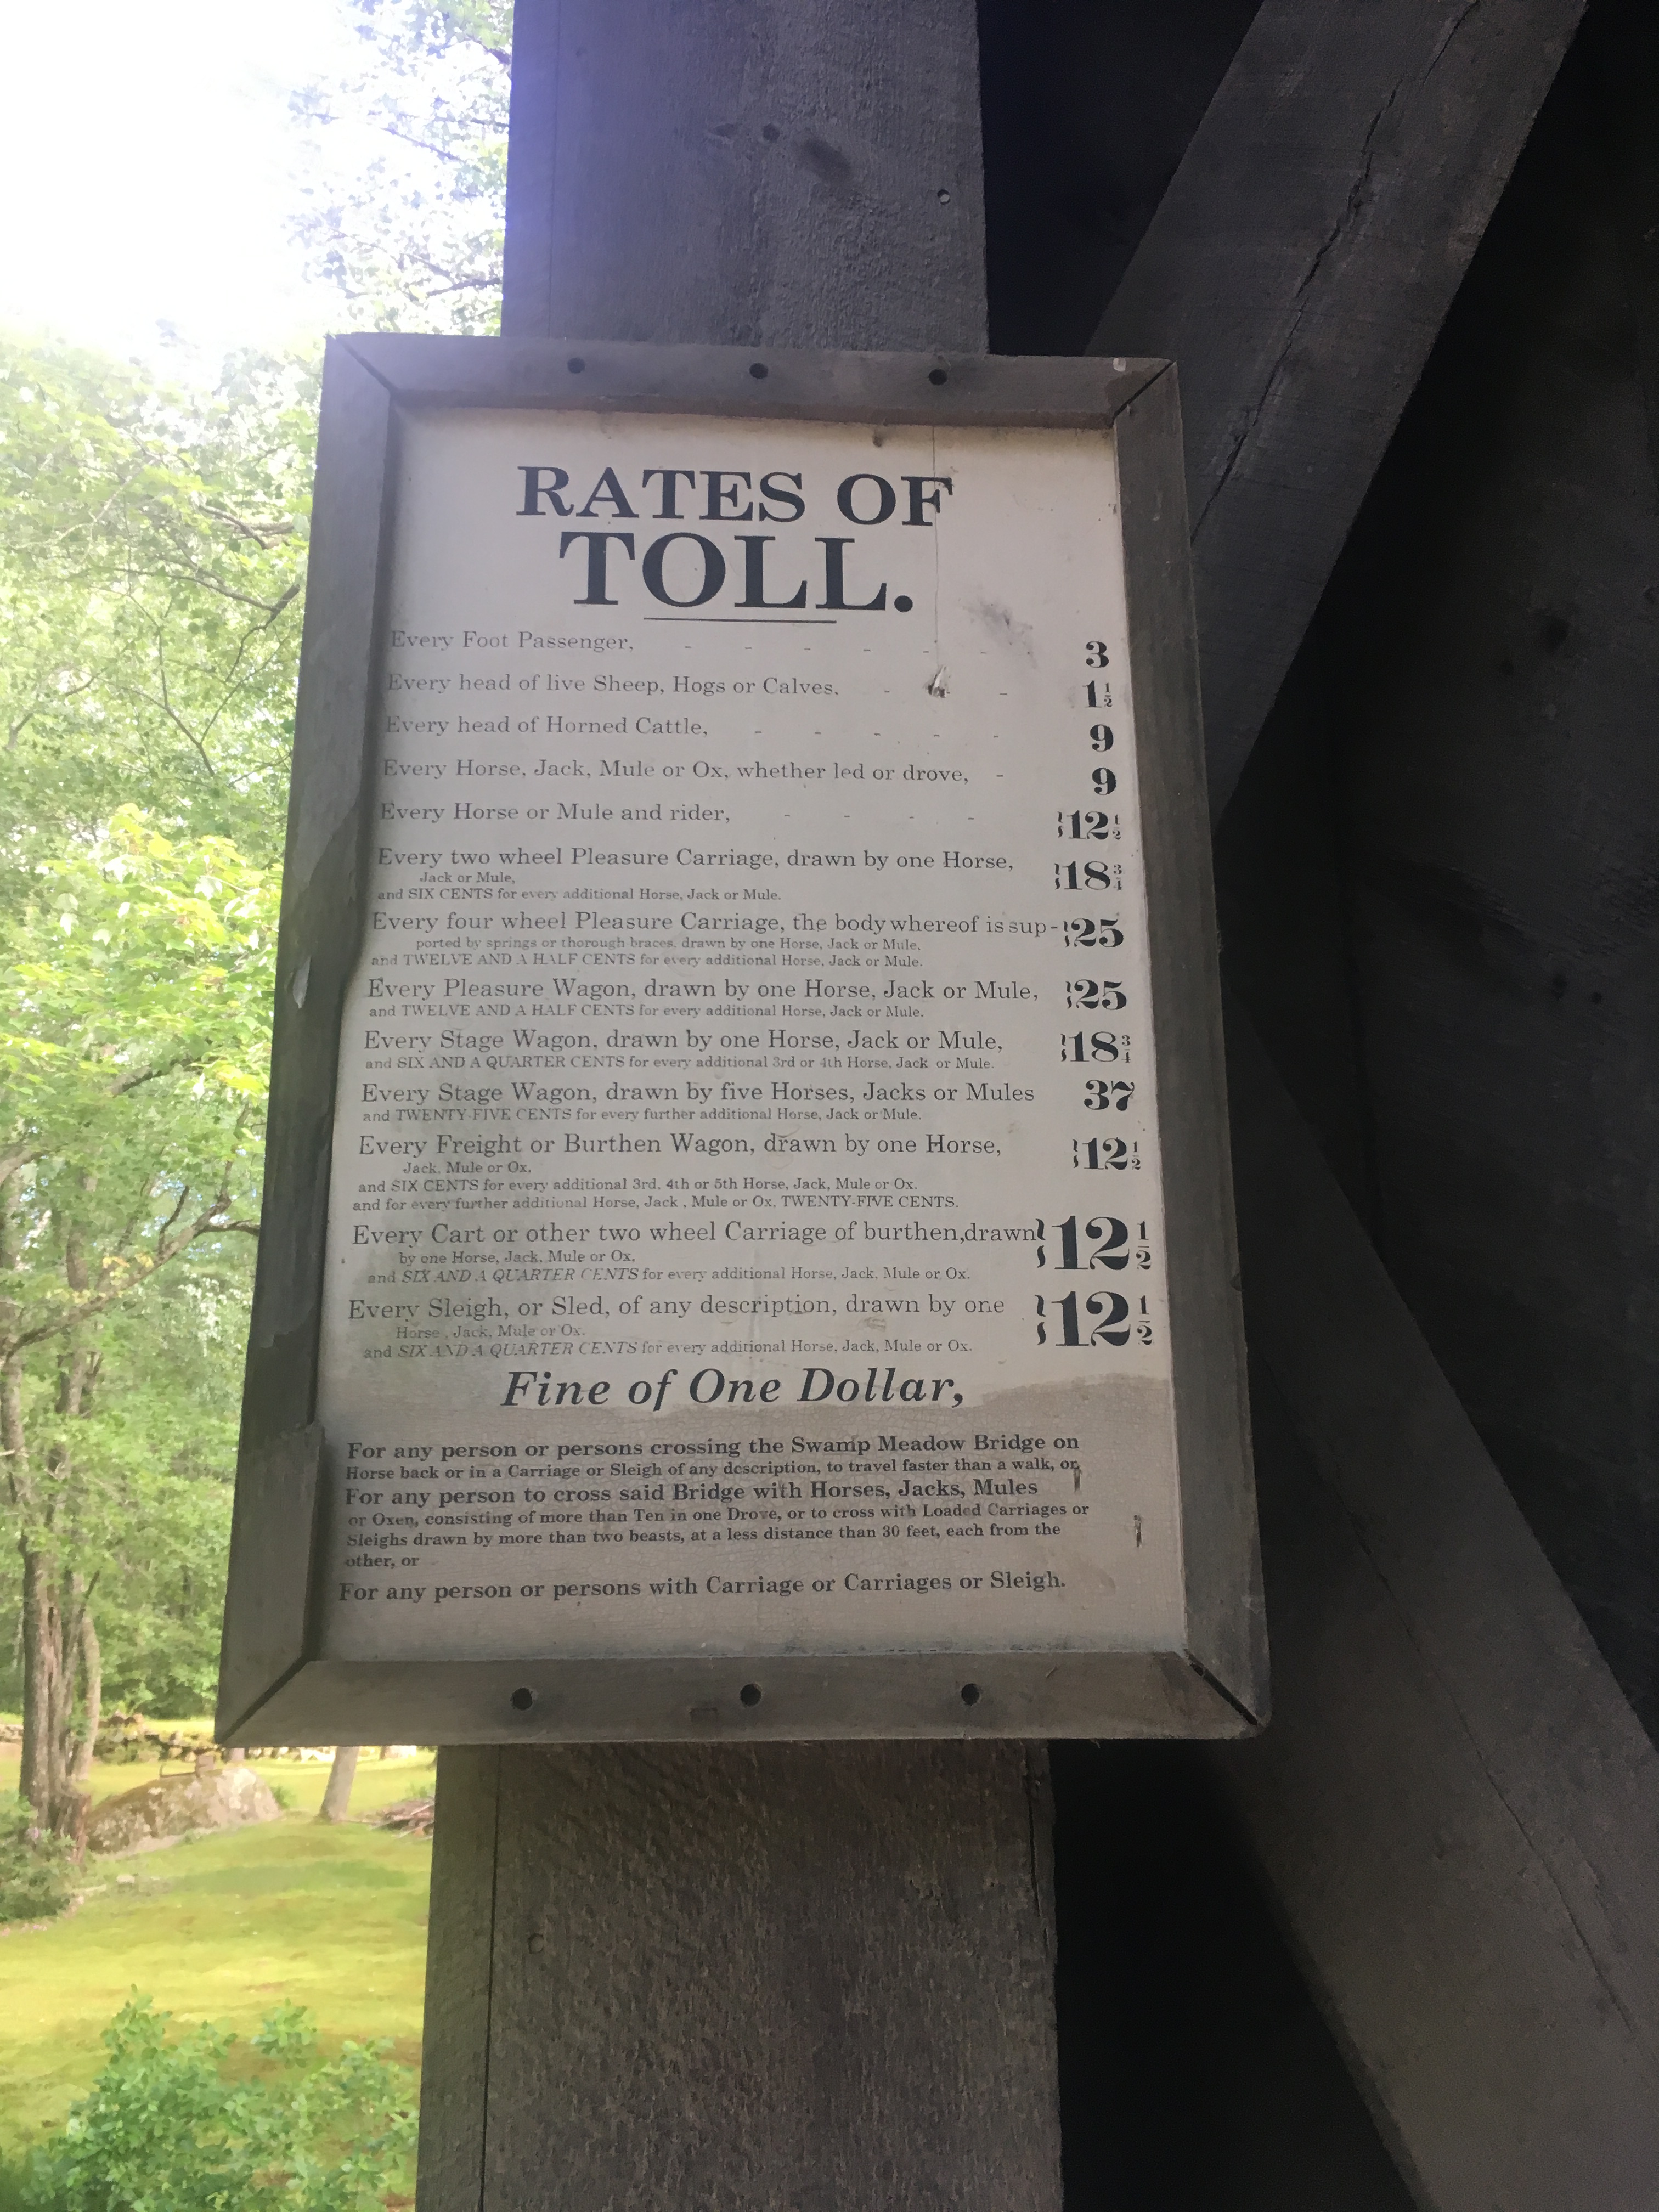 RATES OF
TOLL.
Every Foot Passenger, - - - - - - 3
Every head of live Sheep, Hogs or Calves. - - - 1½
Every head of Horned Cattle, - - - - - 9
Every Horse, Jack, Mule or Ox, whether led or drove, - 9
Every Horse or Mule and rider, - - - - 12½
Every two wheel Pleasure Carriage, drawn by one Horse, 18¾
Jack or Mule,
and SIX CENTS for every additional Horse, Jack or Mule.
Every four wheel Pleasure Carriage, the body whereof is sup- 25
ported by springs or thorough braces, drawn by one Horse, Jack or Mule,
and TWELVE AND A HALF CENTS for every additional Horse, Jack or Mule.
Every Pleasure Wagon, drawn by one Horse, Jack or Mule, 25
and TWELVE AND A HALF CENTS for every additional Horse, Jack or Mule.
Every Stage Wagon, drawn by one Horse, Jack or Mule, 18¾
and SIX AND A QUARTER CENTS for every additional 3rd or 4th Horse, Jack or Mule.
Every Stage Wagon, drawn by five Horses, Jacks or Mules 37
and TWENTY-FIVE CENTS for every further additional Horse, Jack or Mule.
Every Freight or Burthen Wagon, drawn by one Horse, 12½
Jack, Mule or Ox,
and SIX CENTS for every additional 3rd. 4th or 5th Horse, Jack, Mule or Ox.
and for every further additional Horse, Jack , Mule or Ox, TWENTY-FIVE CENTS.
Every Cart or other two wheel Carriage of burthen,drawn 12½
by one Horse, Jack, Mule or Ox.
and SIX AND A QUARTER CENTS for every additional Horse, Jack. Mule or Ox.
Every Sleigh, or Sled, of any description, drawn by one 12½
Horse , Jack, Mule or Ox.
and SIX AND A QUARTER CENTS for every additional Horse, Jack, Mule or Ox.
Fine of One Dollar,
For any person or persons crossing the Swamp Meadow Bridge on
Horse back or in a Carriage or Sleigh of any description, to travel faster than a walk, or
For any person to cross said Bridge with Horses, Jacks, Mules
or Oxen, consisting of more than Ten in one Drove, or to cross with Loaded Carriages or
Sleighs drawn by more than two beasts, at a less distance than 30 feet, each from the
other, or
For any person or persons with Carriage or Carriages or Sleigh.